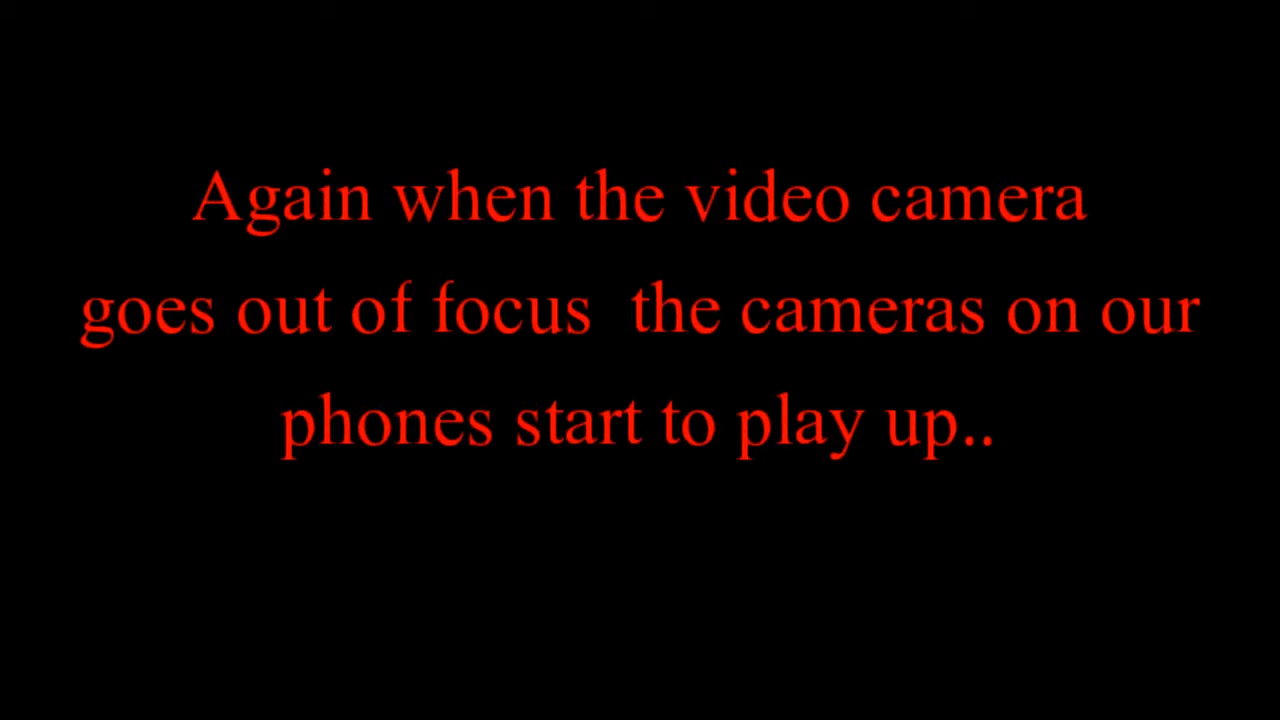 Again when the video camera
goes out of focus  the cameras on our
phones start to play up..